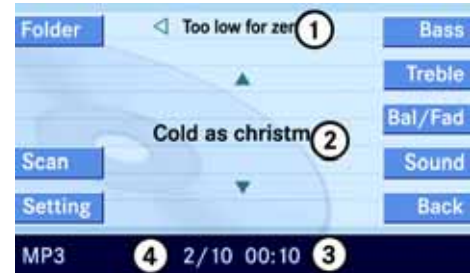 Folder
Too low for zer 1
Bass
Treble
Bal/Fad
Cold as christm 2
Scan
Sound
Setting
Back
MP3 4 2/10 00:10 3